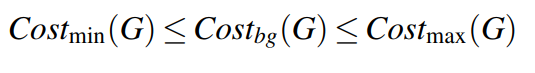 Cost_min(G) ≤ Cost_bg(G) ≤ Cost_max(G)